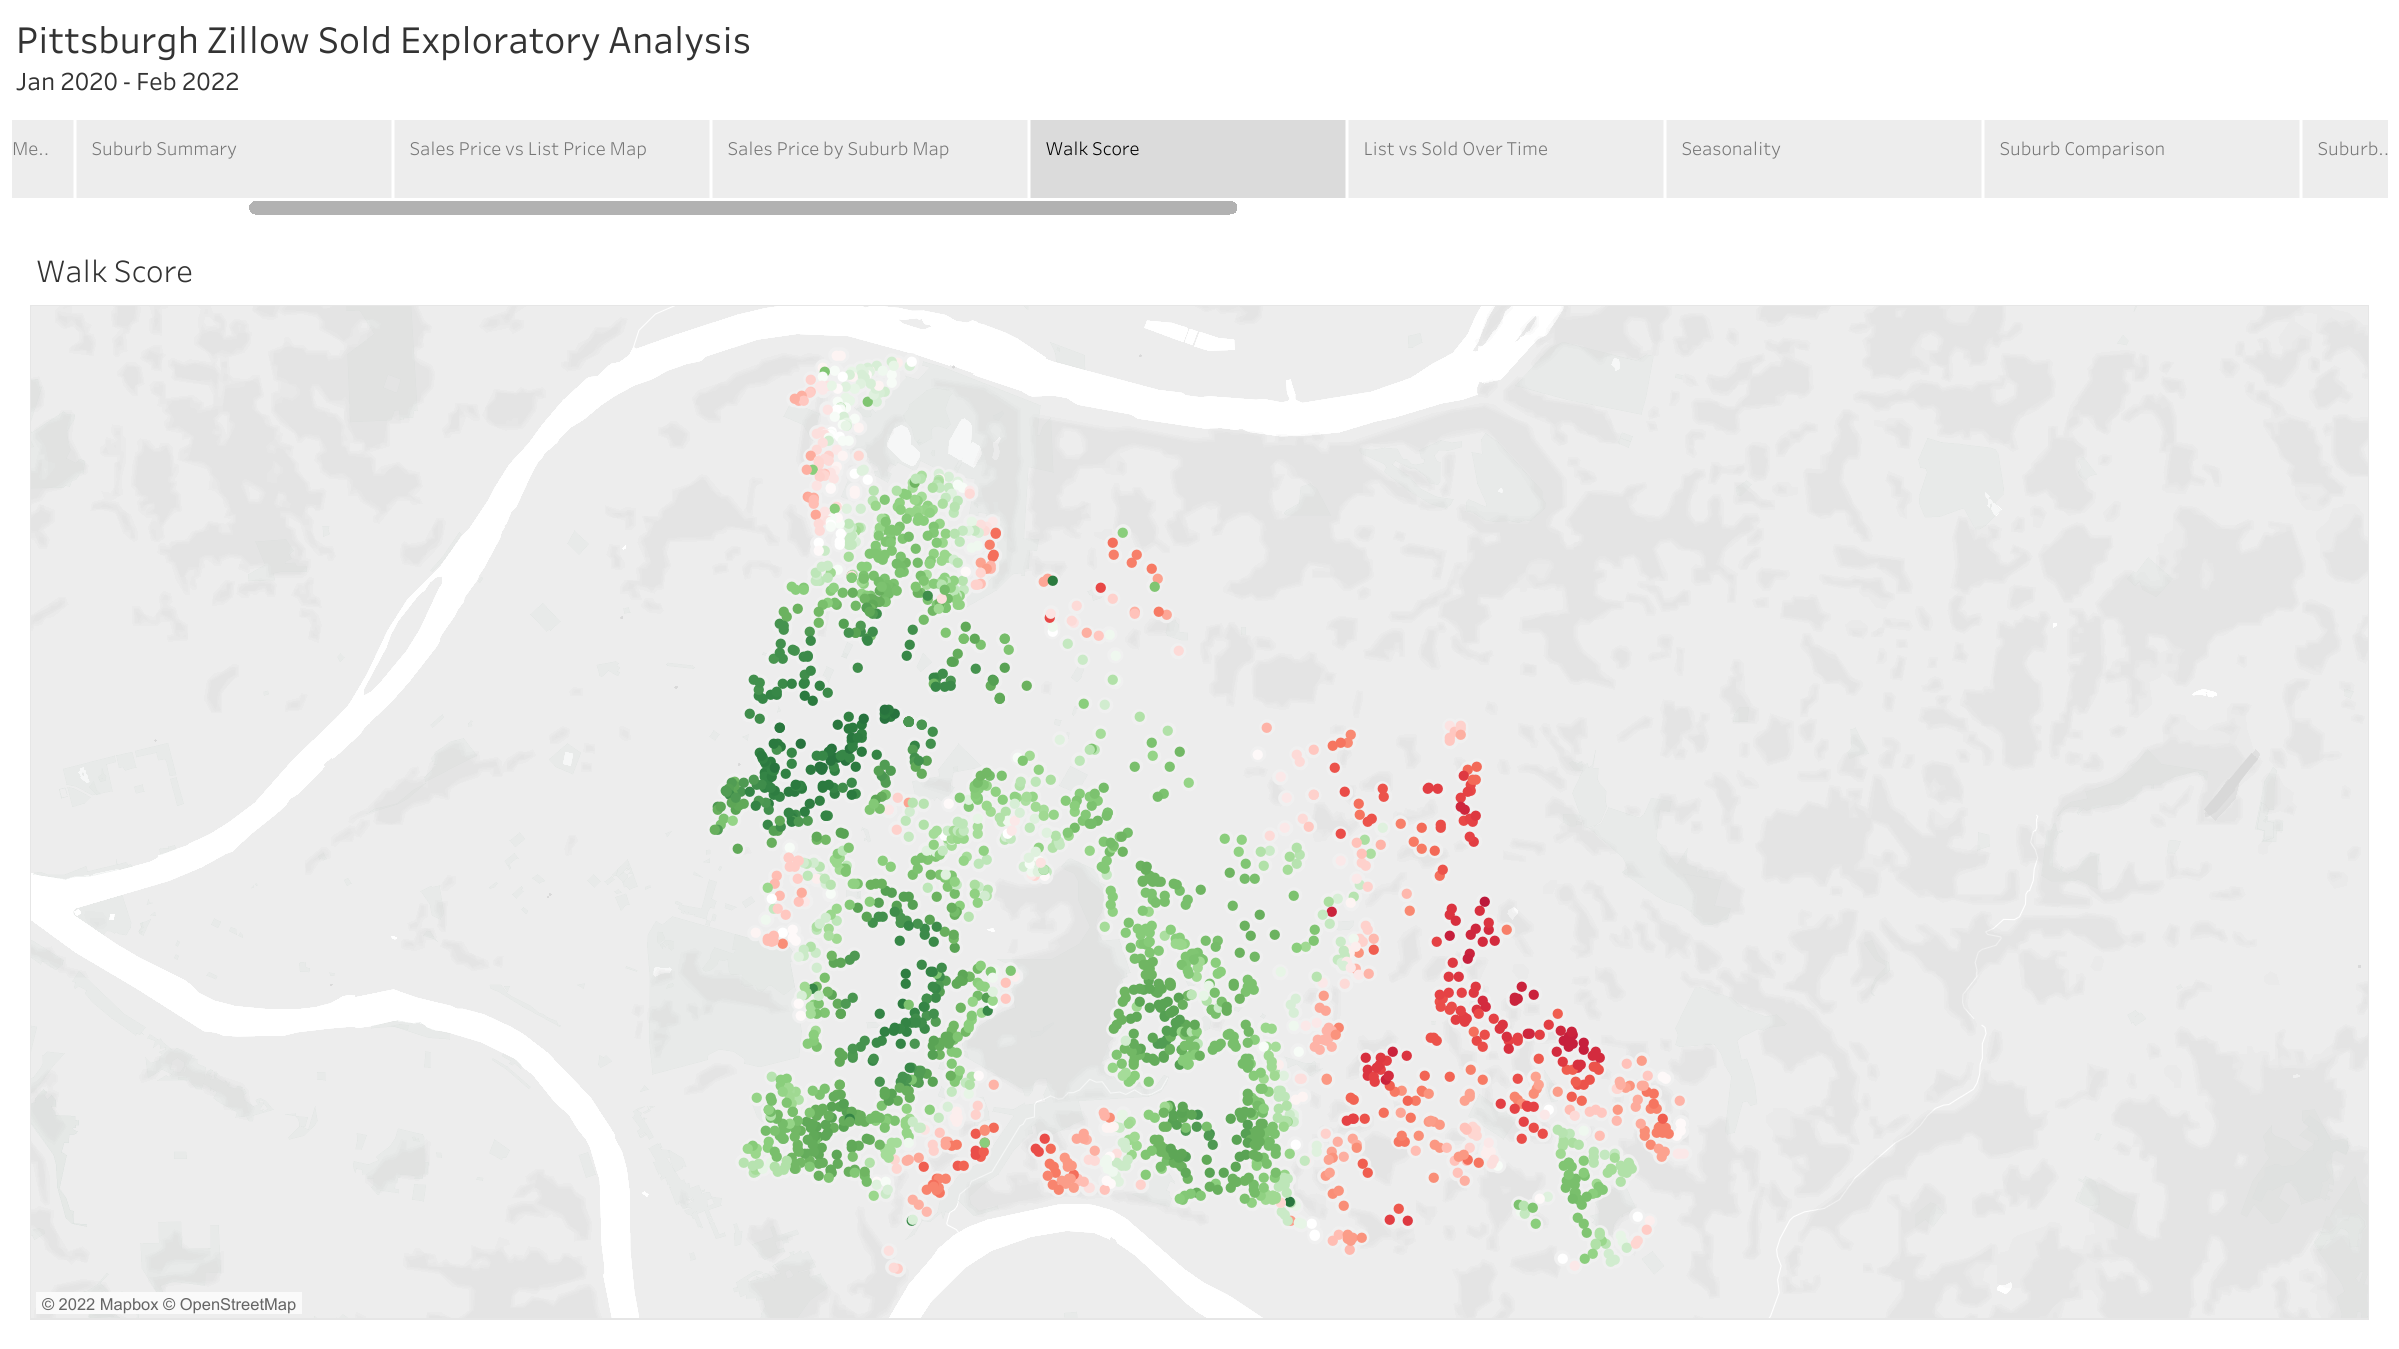 Pittsburgh Zillow Sold Exploratory Analysis
Jan 2020 - Feb 2022
Me..
Suburb Summary
Sales Price vs List Price Map
Sales Price by Suburb Map
Walk Score
List vs Sold Over Time
Seasonality
Suburb Comparison
Suburb..
Walk Score
© 2022 Mapbox © OpenStreetMap